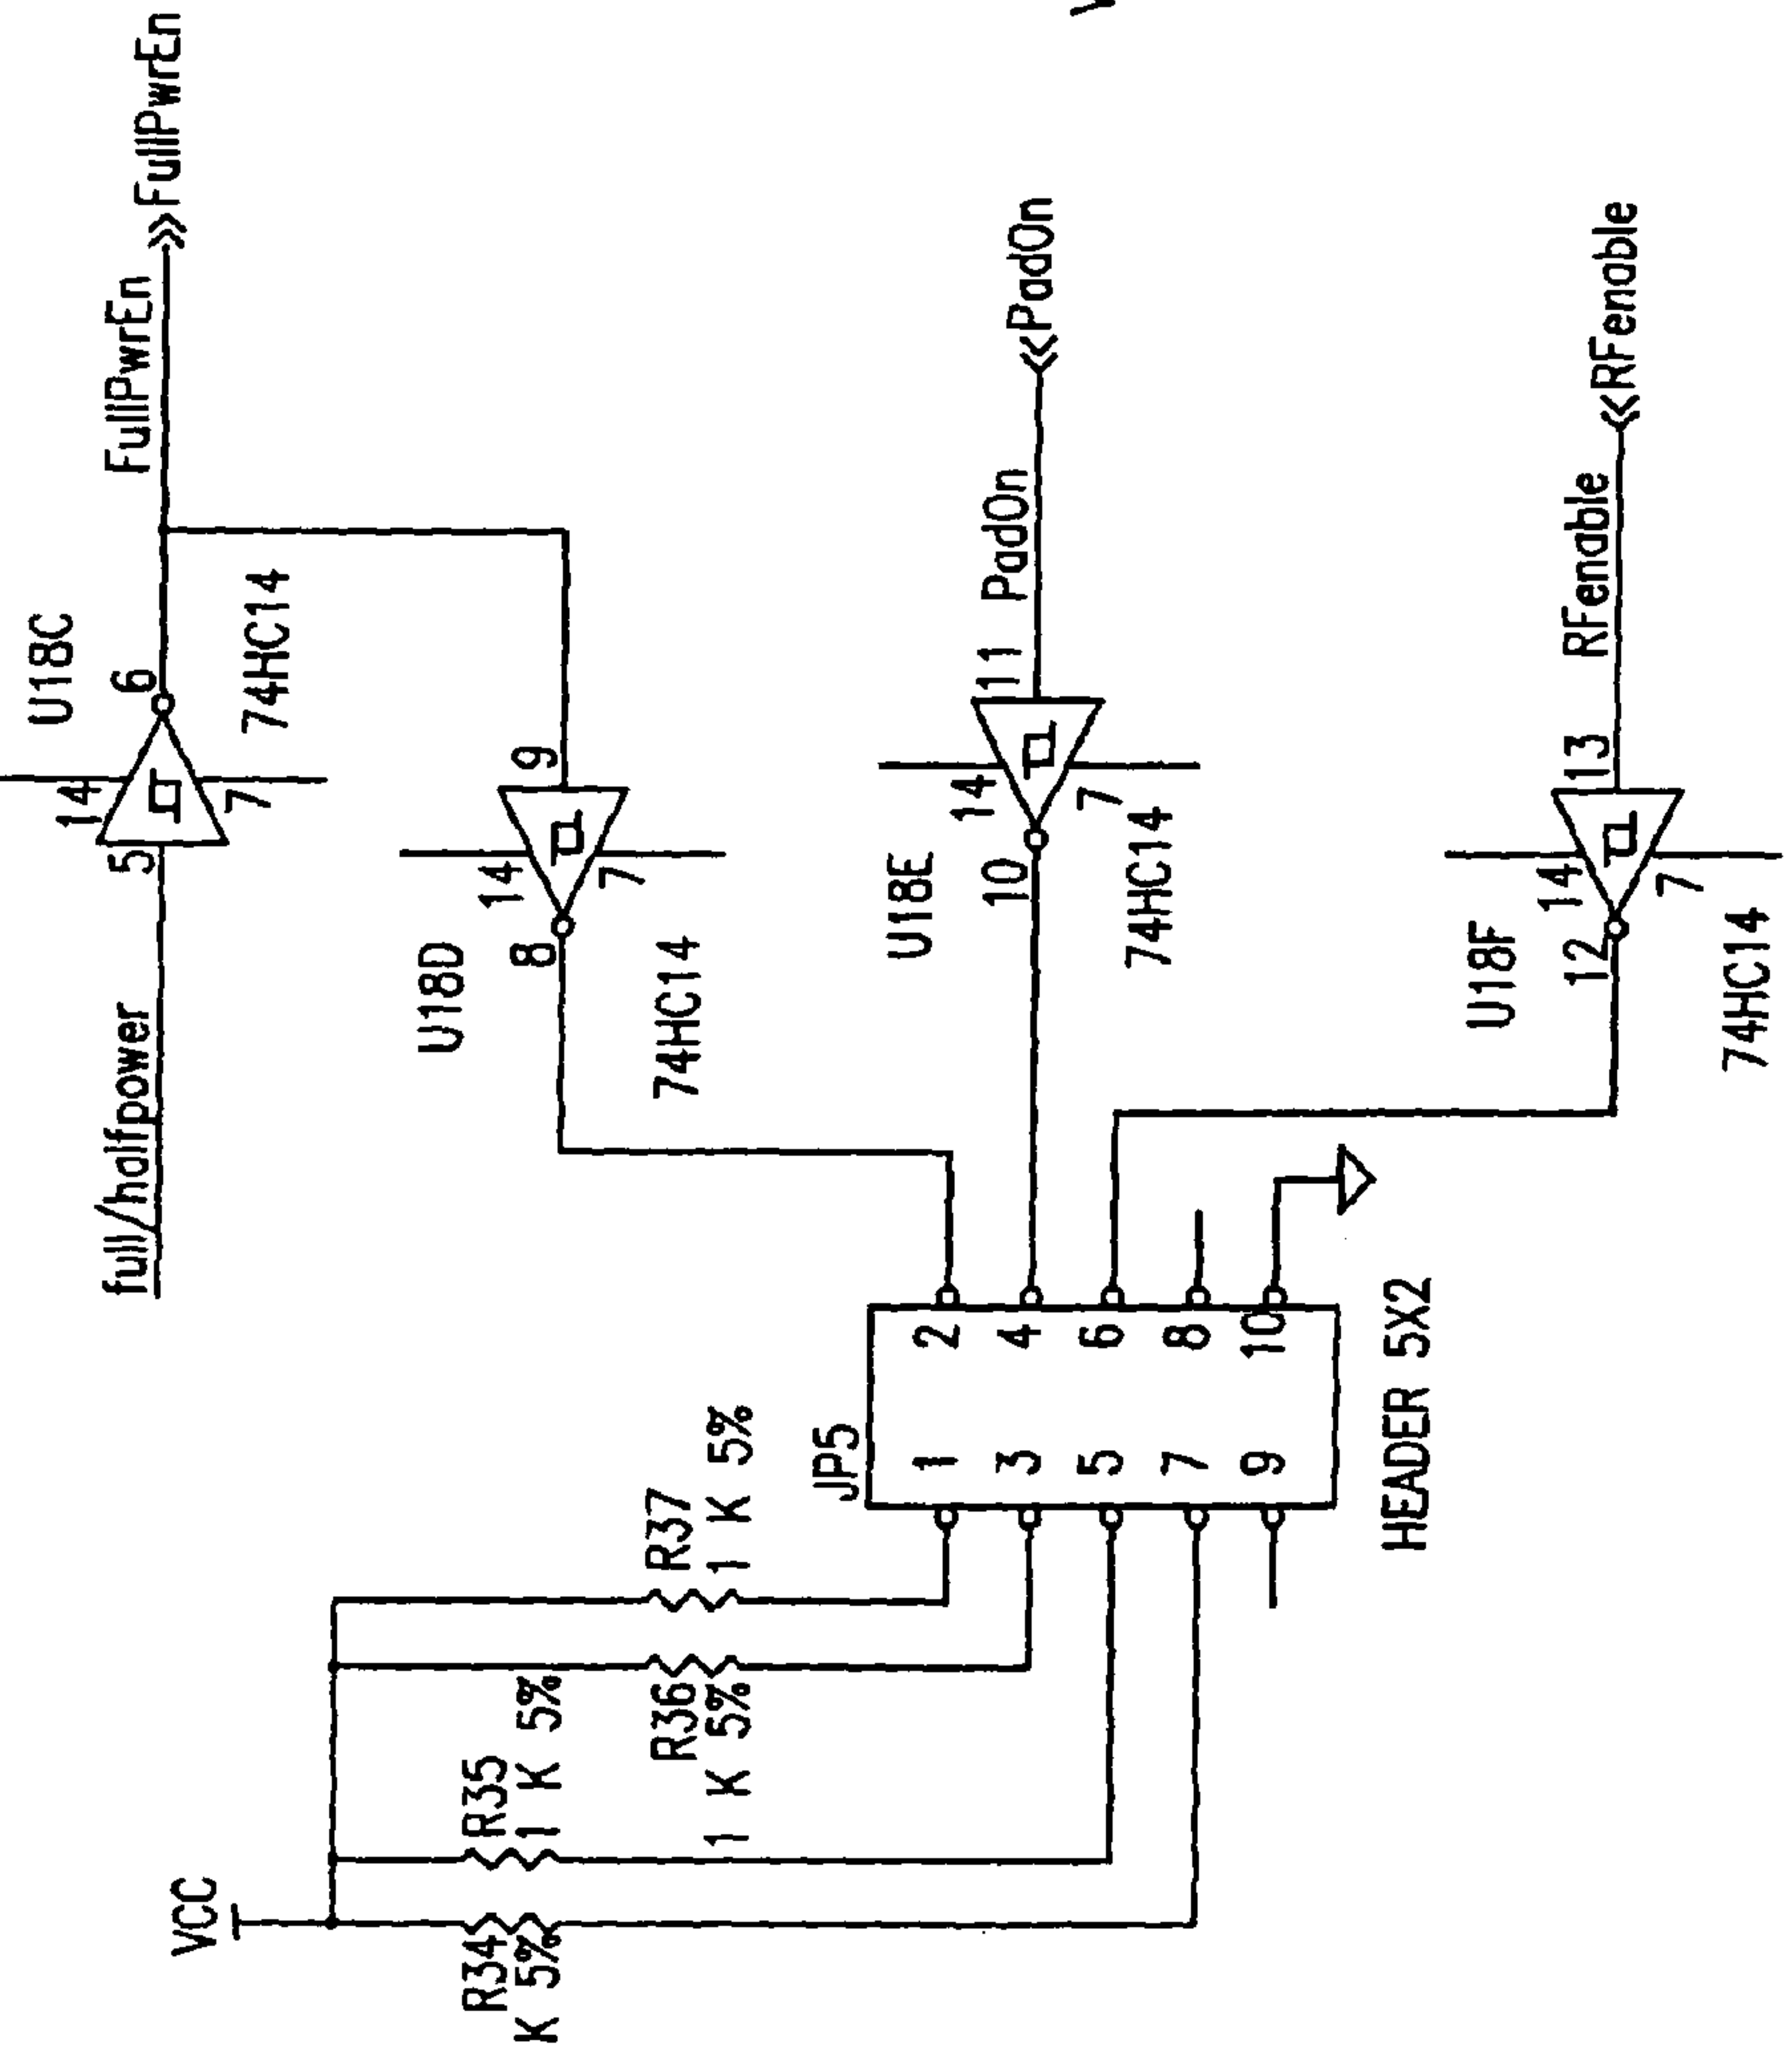 FullPwrEn
FullPwrEn
U18C
14
5
6
7
74HC14
full/halfpower
U18D
14
9
8
7
74HC14
PadOn
PadOn
U18E
14
11
10
7
74HC14
RFenable
RFenable
U18F
14
13
12
7
74HC14
VCC
R34
K 5%
R35
1 K 5%
R36
1 K 5%
R37
1 K 5%
JP5
1 2
3 4
5 6
7 8
9 10
HEADER 5X2